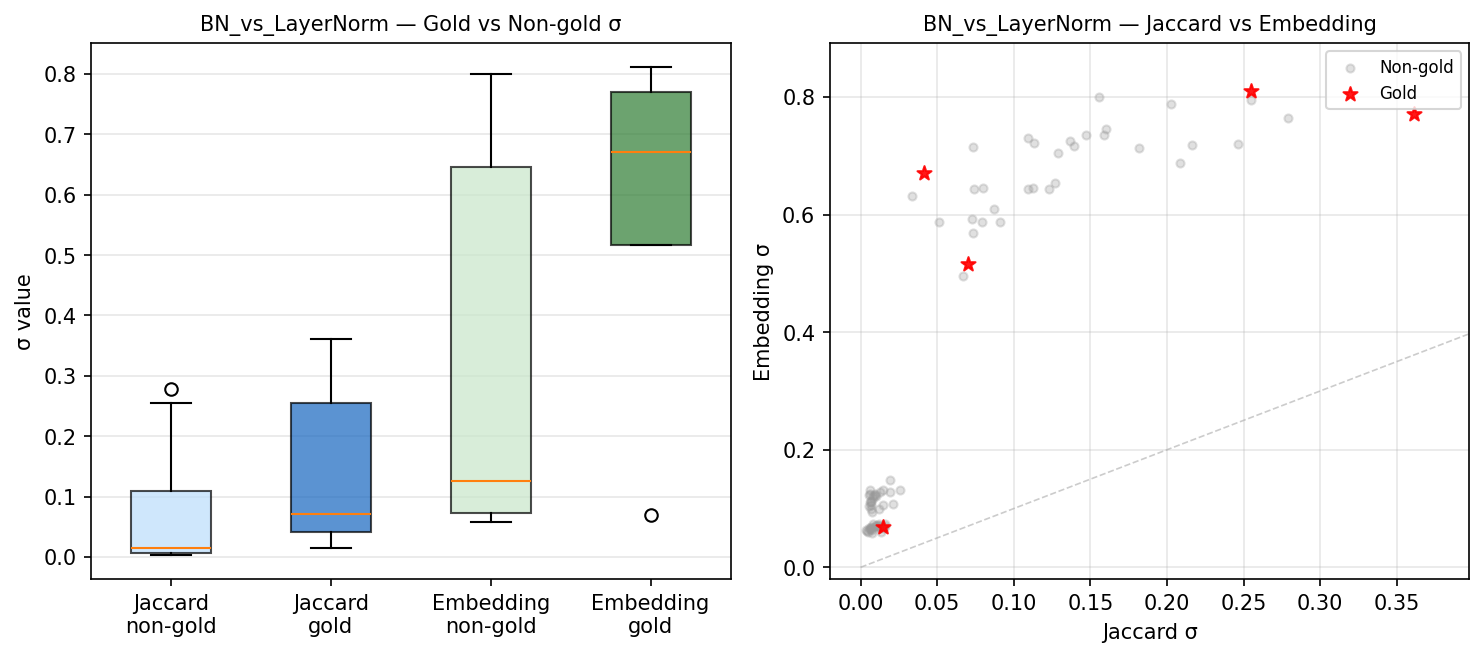 BN_vs_LayerNorm — Gold vs Non-gold σ
σ value
0.8
0.7
0.6
0.5
0.4
0.3
0.2
0.1
0.0
Jaccard
non-gold
Jaccard
gold
Embedding
non-gold
Embedding
gold
BN_vs_LayerNorm — Jaccard vs Embedding
Non-gold
Gold
Embedding σ
0.8
0.6
0.4
0.2
0.0
0.00 0.05 0.10 0.15 0.20 0.25 0.30 0.35
Jaccard σ